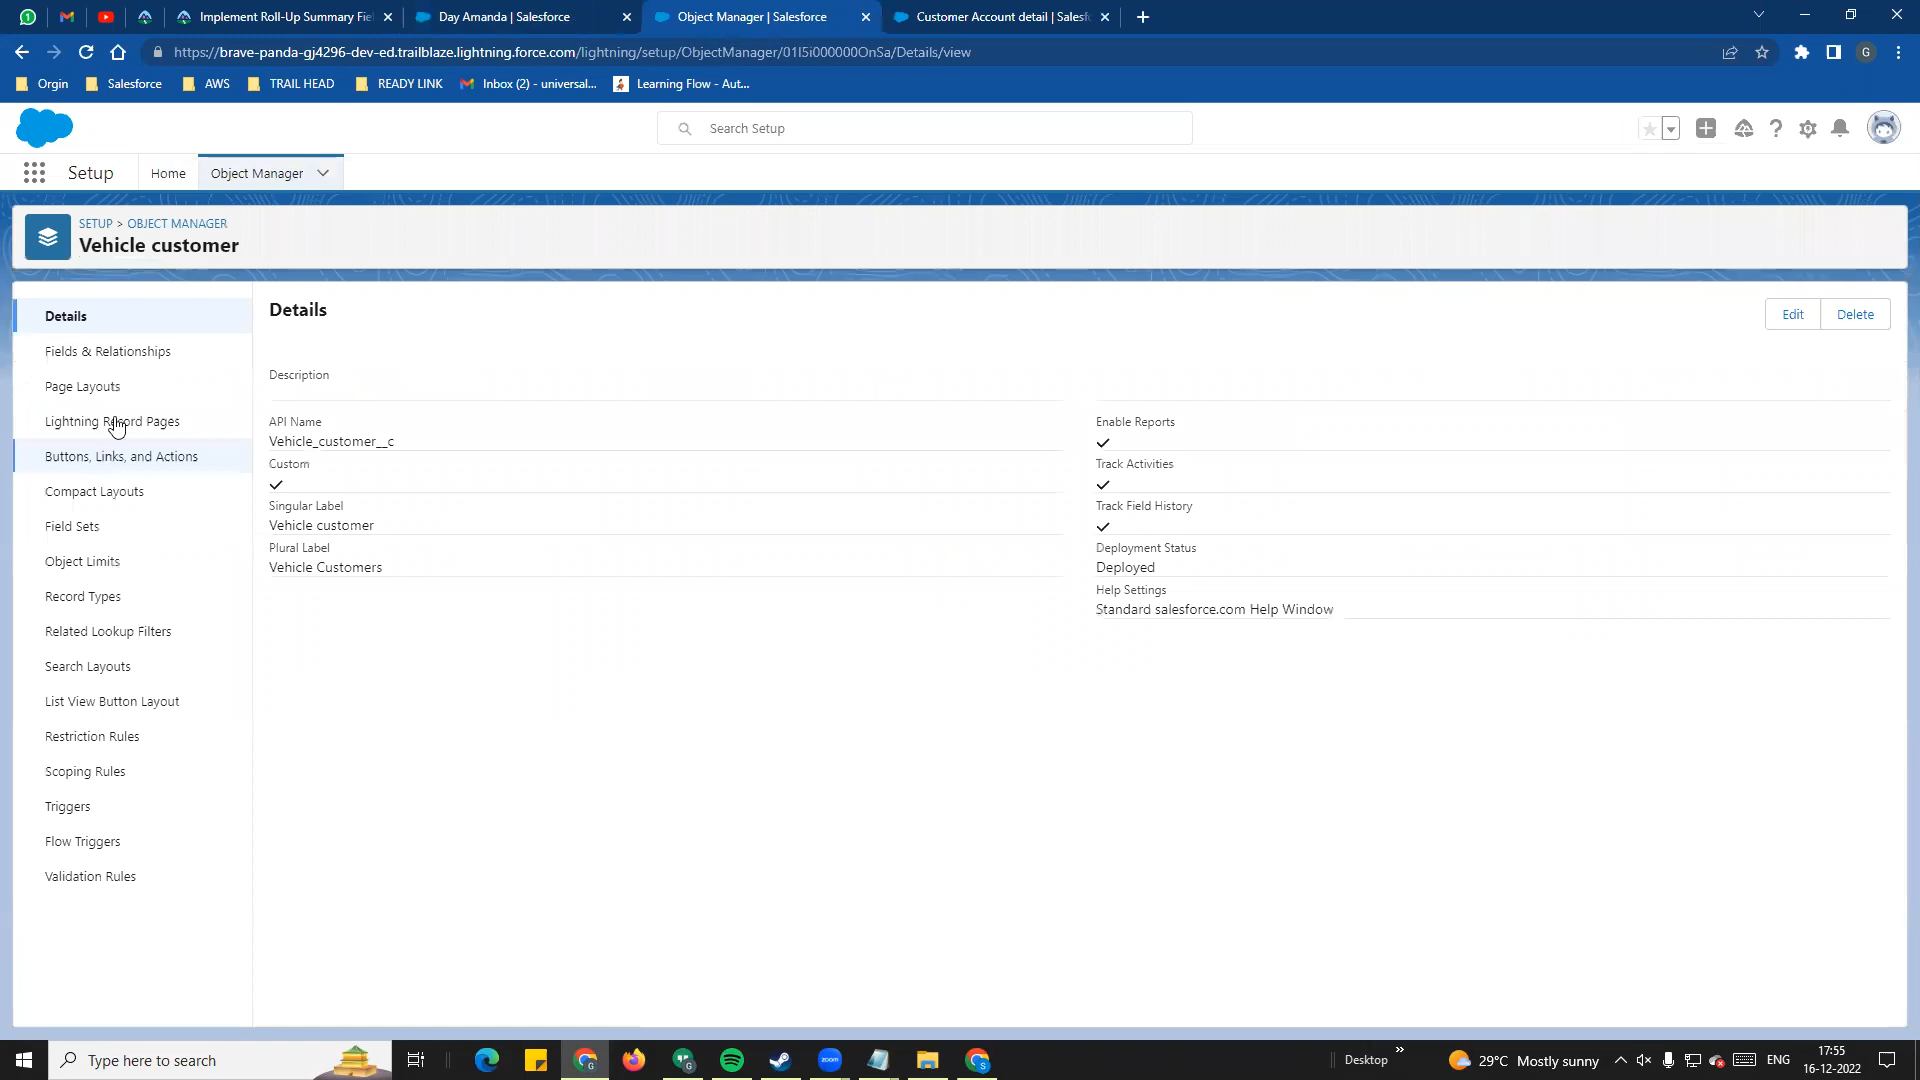 Implement Roll-Up Summary Fie
Day Amanda | Salesforce
Object Manager | Salesforce
Customer Account detail | Salesf
https://brave-panda-gj4296-dev-ed.trailblaze.lightning.force.com/lightning/setup/ObjectManager/01I5i000000OnSa/Details/view
G
Orgin
Salesforce
AWS
TRAIL HEAD
READY LINK
Inbox (2) - universal...
Learning Flow - Aut...
Search Setup
Setup
Home
Object Manager
SETUP > OBJECT MANAGER
Vehicle customer
Details
Fields & Relationships
Page Layouts
Lightning Record Pages
Buttons, Links, and Actions
Compact Layouts
Field Sets
Object Limits
Record Types
Related Lookup Filters
Search Layouts
List View Button Layout
Restriction Rules
Scoping Rules
Triggers
Flow Triggers
Validation Rules
Details
Edit
Delete
Description
API Name
Vehicle_customer__c
Custom
Singular Label
Vehicle customer
Plural Label
Vehicle Customers
Enable Reports
Track Activities
Track Field History
Deployment Status
Deployed
Help Settings
Standard salesforce.com Help Window
Type here to search
zoom
Desktop
29°C Mostly sunny
ENG
17:55
16-12-2022